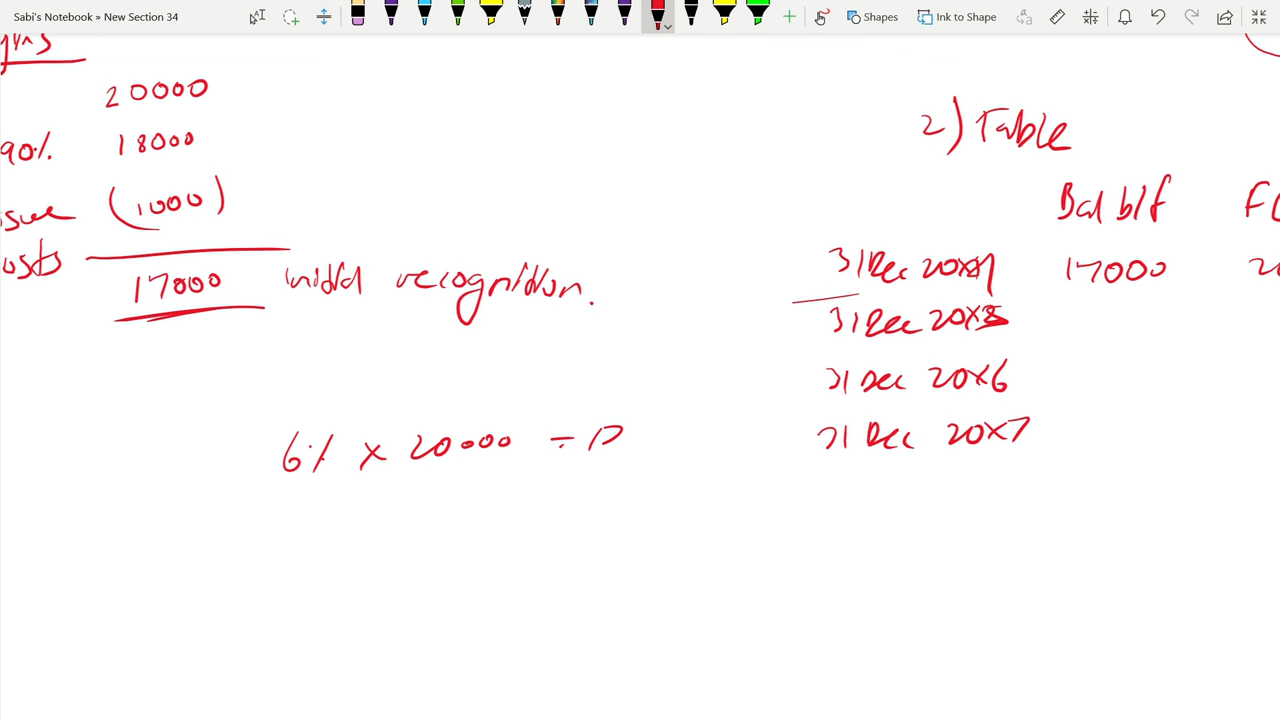 Sabi's Notebook » New Section 34
Shapes
Ink to Shape
20000
90% 18000
(1000)
17000 initial recognition.
6% x 20000 =
2) Table
Bal b/f
31 Dec 20x4 17000
31 Dec 20x5
31 Dec 20x6
31 Dec 20x7